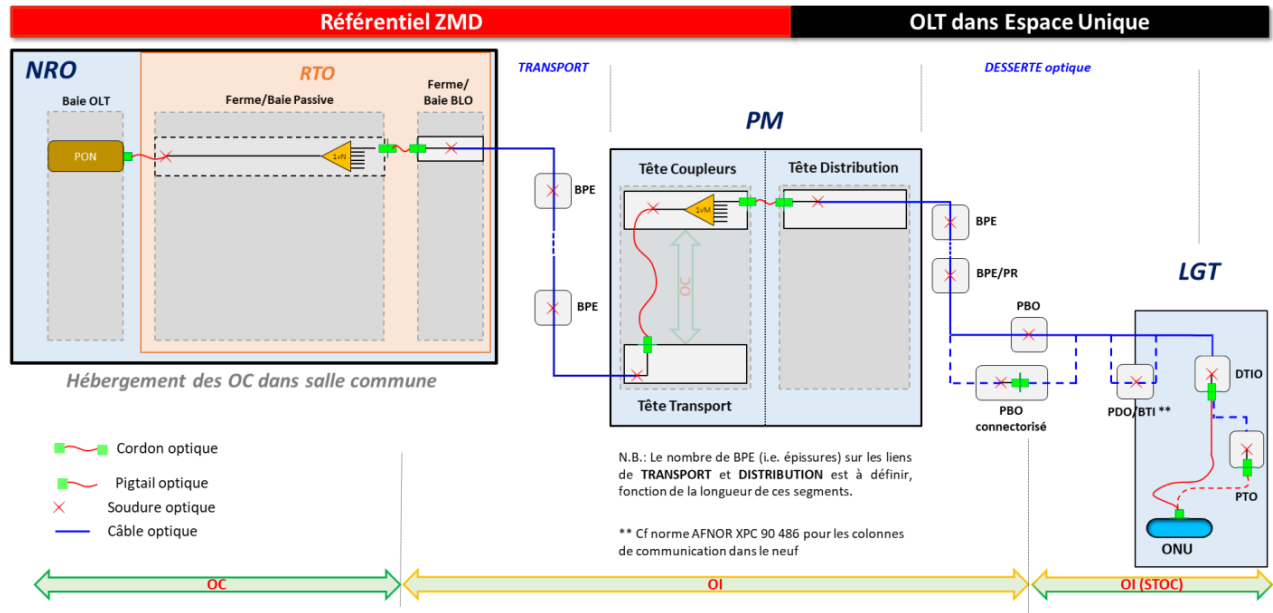 Référentiel ZMD
OLT dans Espace Unique
NRO
RTO
Baie OLT
Ferme/Baie Passive
Ferme/
Baie BLO
PON
1vN
Hébergement des OC dans salle commune
TRANSPORT
BPE
BPE
PM
Tête Coupleurs
Tête Distribution
1vM
OC
Tête Transport
DESSERTE optique
BPE
BPE/PR
PBO
PBO
connectorisé
PDO/BTI **
LGT
DTIO
PTO
ONU
Cordon optique
Pigtail optique
Soudure optique
Câble optique
N.B.: Le nombre de BPE (i.e. épissures) sur les liens
de TRANSPORT et DISTRIBUTION est à définir,
fonction de la longueur de ces segments.
** Cf norme AFNOR XPC 90 486 pour les colonnes
de communication dans le neuf
OC
OI
OI (STOC)